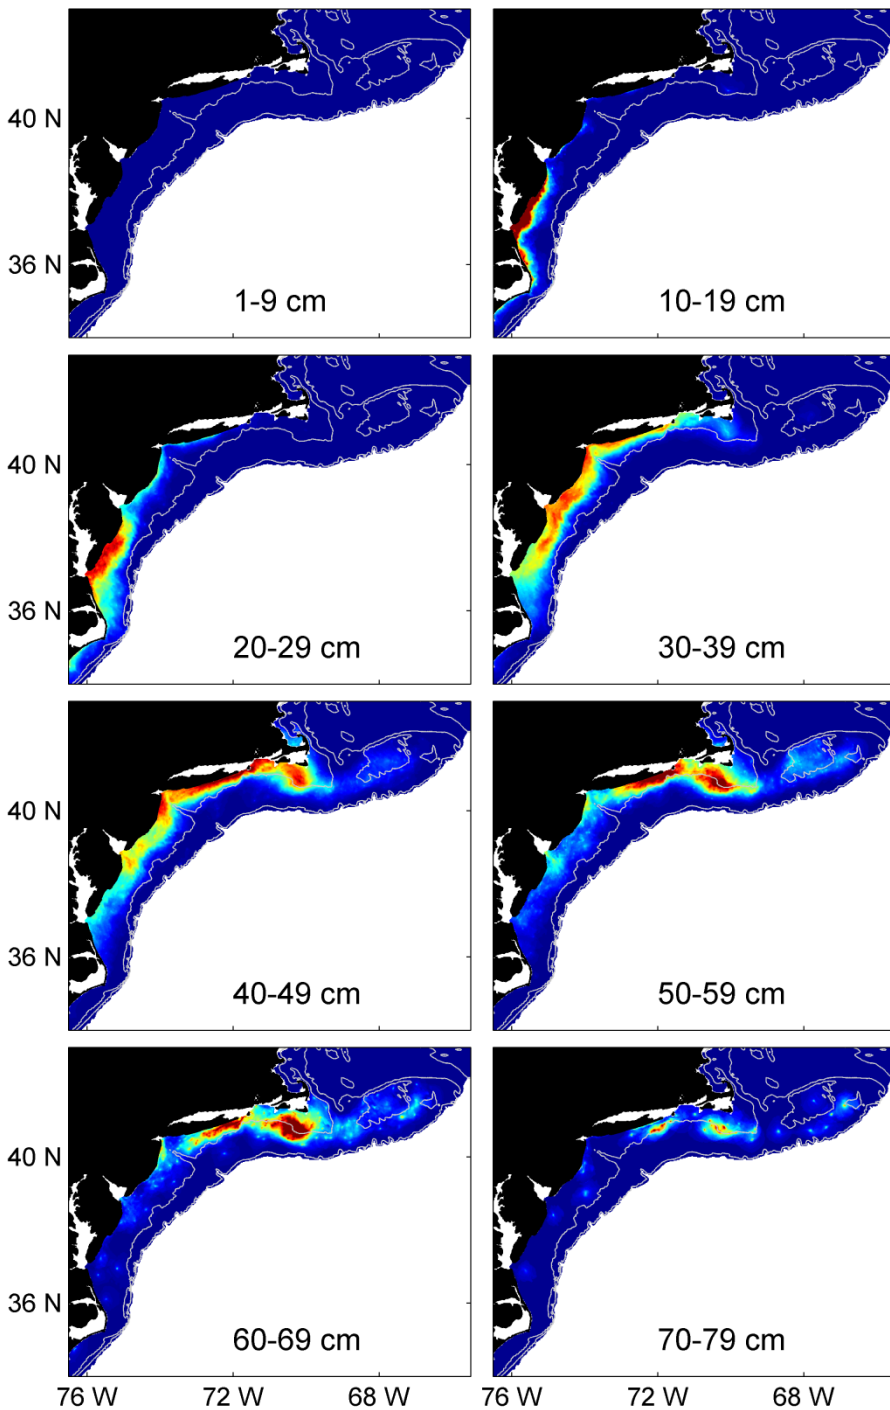 40 N
36 N
1-9 cm
10-19 cm
40 N
36 N
20-29 cm
30-39 cm
40 N
36 N
40-49 cm
50-59 cm
40 N
36 N
60-69 cm
70-79 cm
76 W 72 W 68 W 76 W 72 W 68 W